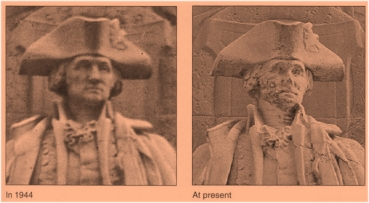 In 1944
At present